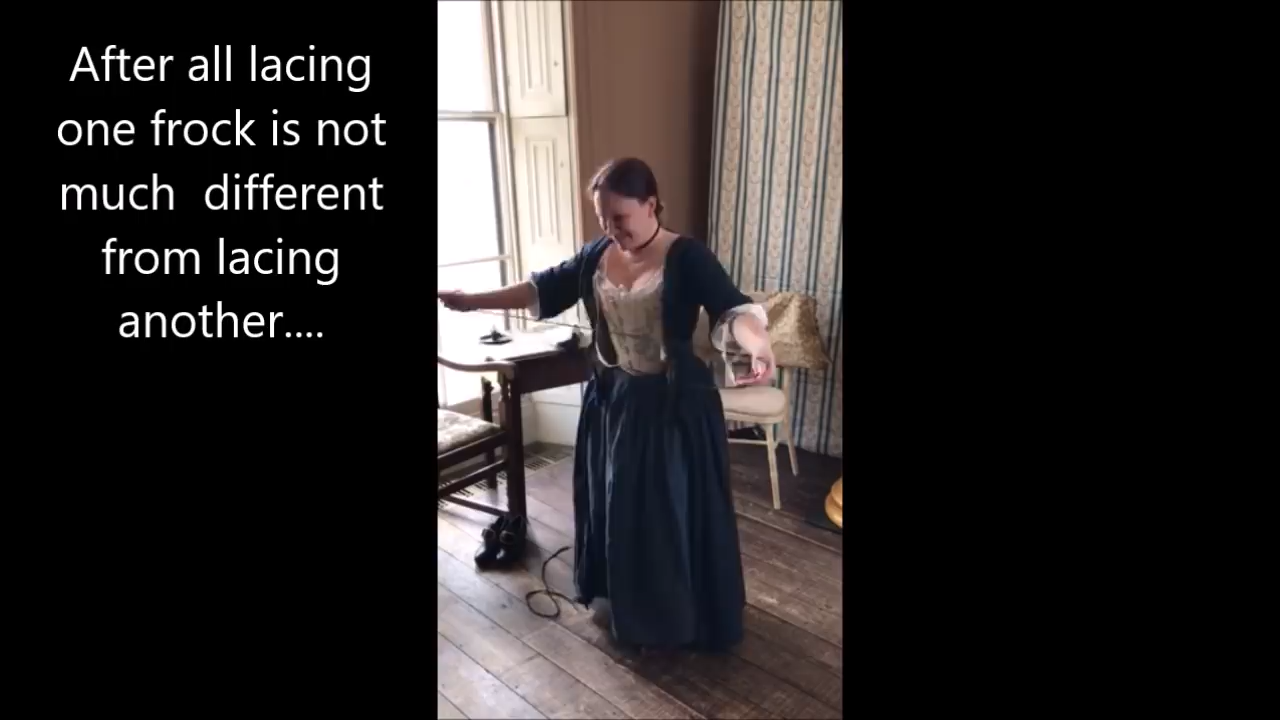 After all lacing
one frock is not
much  different
from lacing
another....